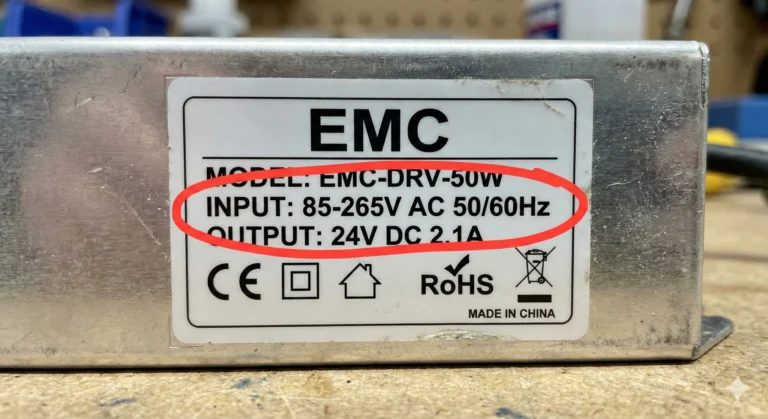 EMC
MODEL: EMC-DRV-50W
INPUT: 85-265V AC 50/60Hz
OUTPUT: 24V DC 2.1A
CE
RoHS
MADE IN CHINA